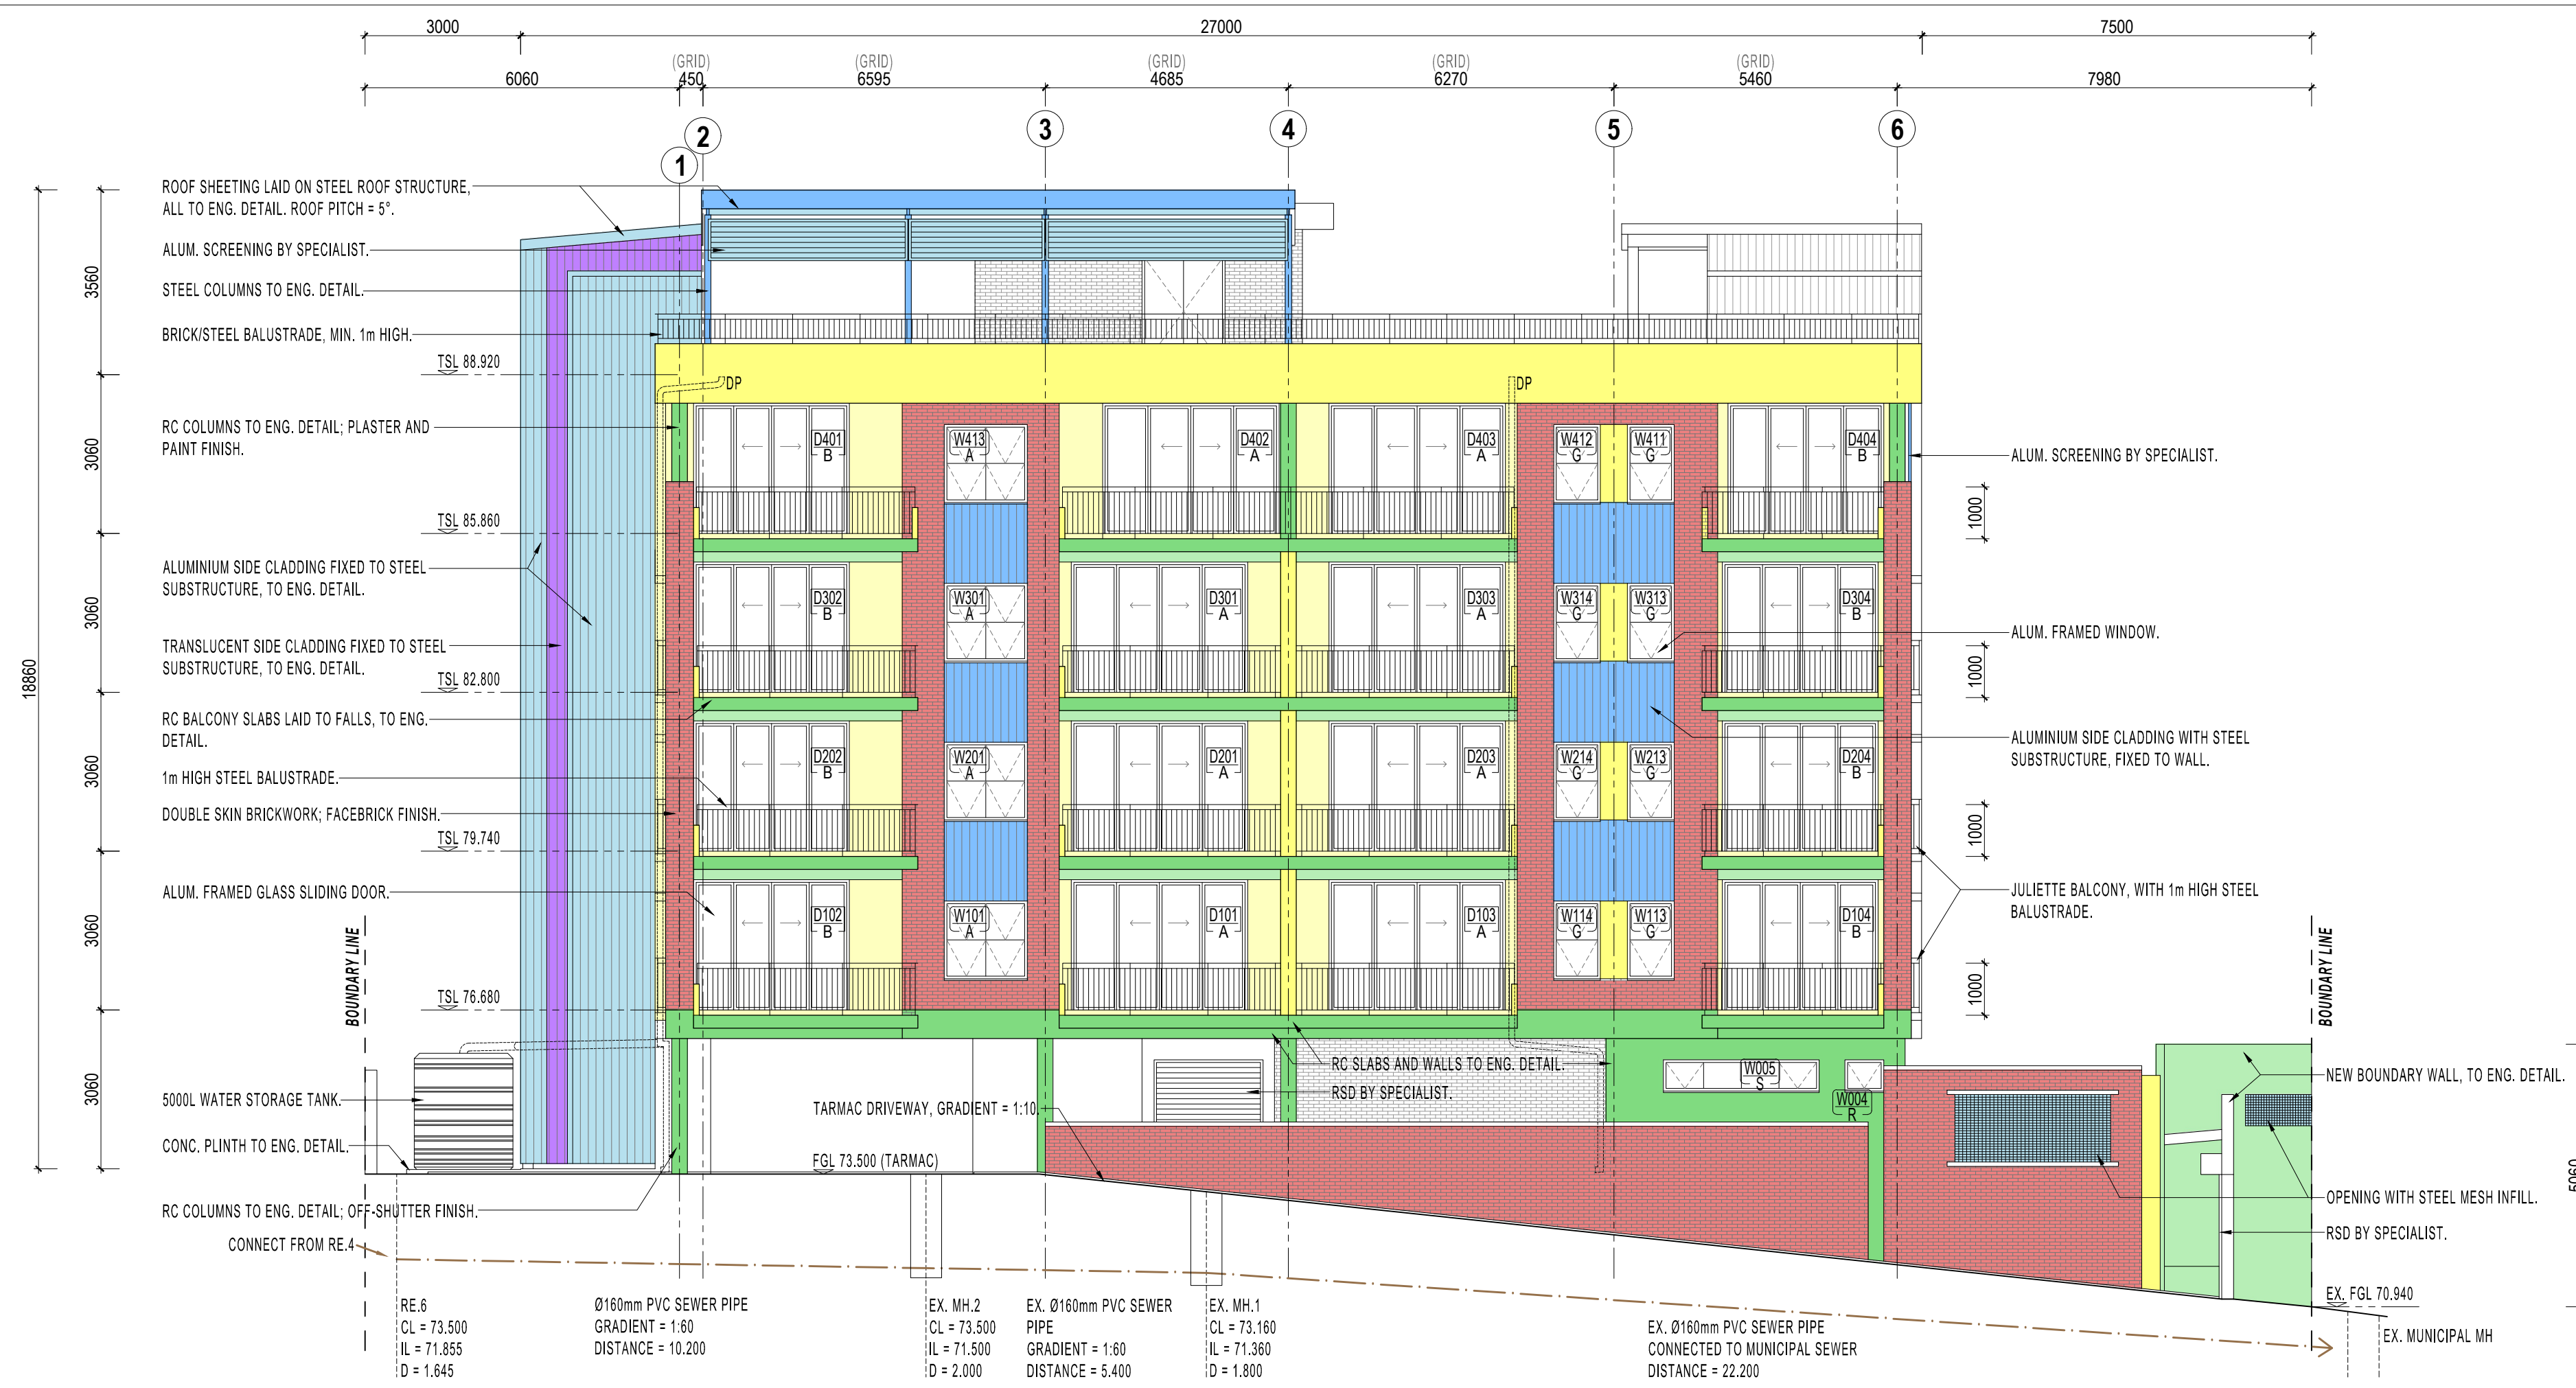 3000
27000
7500
(GRID)
(GRID)
(GRID)
(GRID)
(GRID)
6060
450
6595
4685
6270
5460
7980
1
2
3
4
5
6
ROOF SHEETING LAID ON STEEL ROOF STRUCTURE,
ALL TO ENG. DETAIL. ROOF PITCH = 5°.
ALUM. SCREENING BY SPECIALIST.
STEEL COLUMNS TO ENG. DETAIL.
BRICK/STEEL BALUSTRADE, MIN. 1m HIGH.
TSL 88.920
RC COLUMNS TO ENG. DETAIL; PLASTER AND
PAINT FINISH.
TSL 85.860
ALUMINIUM SIDE CLADDING FIXED TO STEEL
SUBSTRUCTURE, TO ENG. DETAIL.
TRANSLUCENT SIDE CLADDING FIXED TO STEEL
SUBSTRUCTURE, TO ENG. DETAIL.
TSL 82.800
RC BALCONY SLABS LAID TO FALLS, TO ENG.
DETAIL.
1m HIGH STEEL BALUSTRADE.
DOUBLE SKIN BRICKWORK; FACEBRICK FINISH.
TSL 79.740
ALUM. FRAMED GLASS SLIDING DOOR.
TSL 76.680
BOUNDARY LINE
5000L WATER STORAGE TANK.
CONC. PLINTH TO ENG. DETAIL.
RC COLUMNS TO ENG. DETAIL; OFF-SHUTTER FINISH.
CONNECT FROM RE.4
18860
3560
3060
3060
3060
3060
3060
DP
DP
D401
B
W413
A
D402
A
D403
A
W412
G
W411
G
D404
B
D302
B
W301
A
D301
A
D303
A
W314
G
W313
G
D304
B
D202
B
W201
A
D201
A
D203
A
W214
G
W213
G
D204
B
D102
B
W101
A
D101
A
D103
A
W114
G
W113
G
D104
B
RC SLABS AND WALLS TO ENG. DETAIL.
RSD BY SPECIALIST.
TARMAC DRIVEWAY, GRADIENT = 1:10.
FGL 73.500 (TARMAC)
W005
S
W004
R
ALUM. SCREENING BY SPECIALIST.
1000
ALUM. FRAMED WINDOW.
1000
ALUMINIUM SIDE CLADDING WITH STEEL
SUBSTRUCTURE, FIXED TO WALL.
1000
JULIETTE BALCONY, WITH 1m HIGH STEEL
BALUSTRADE.
1000
BOUNDARY LINE
NEW BOUNDARY WALL, TO ENG. DETAIL.
OPENING WITH STEEL MESH INFILL.
RSD BY SPECIALIST.
5060
EX. FGL 70.940
EX. MUNICIPAL MH
RE.6
CL = 73.500
IL = 71.855
D = 1.645
Ø160mm PVC SEWER PIPE
GRADIENT = 1:60
DISTANCE = 10.200
EX. MH.2
CL = 73.500
IL = 71.500
D = 2.000
EX. Ø160mm PVC SEWER
PIPE
GRADIENT = 1:60
DISTANCE = 5.400
EX. MH.1
CL = 73.160
IL = 71.360
D = 1.800
EX. Ø160mm PVC SEWER PIPE
CONNECTED TO MUNICIPAL SEWER
DISTANCE = 22.200